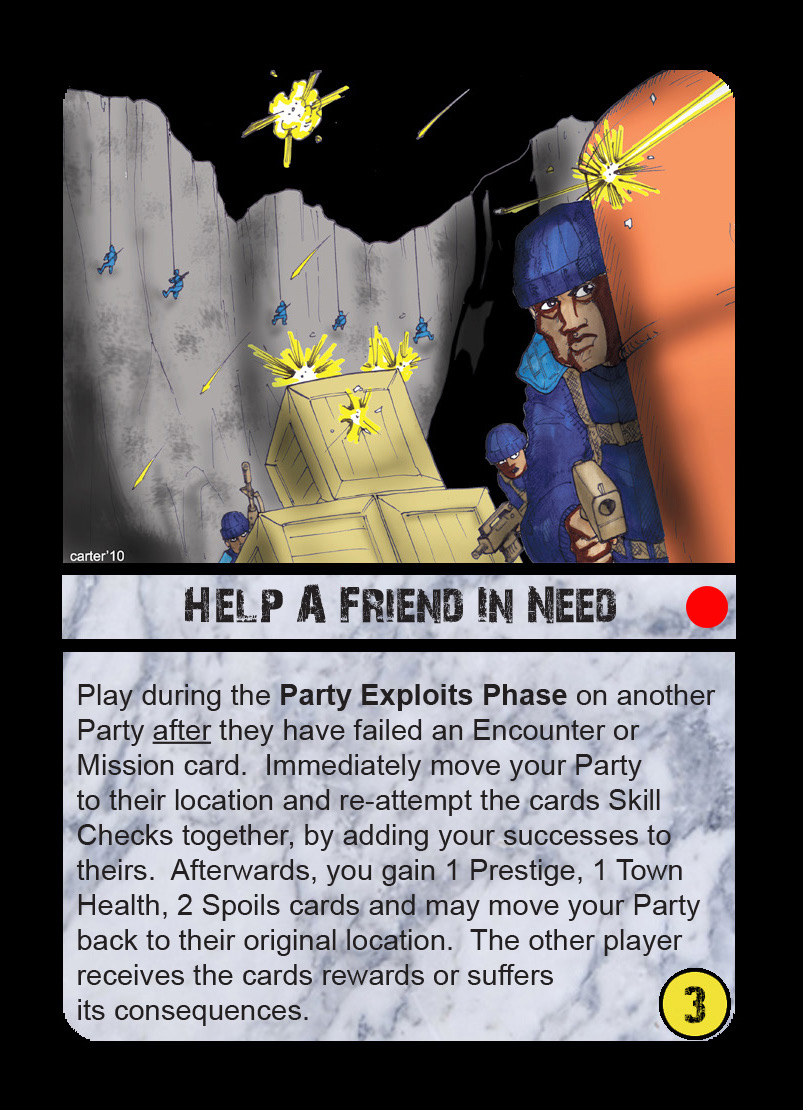 carter'10
Help A Friend In Need
Play during the Party Exploits Phase on another
Party after they have failed an Encounter or
Mission card.  Immediately move your Party
to their location and re-attempt the cards Skill
Checks together, by adding your successes to
theirs.  Afterwards, you gain 1 Prestige, 1 Town
Health, 2 Spoils cards and may move your Party
back to their original location.  The other player
receives the cards rewards or suffers
its consequences.
3